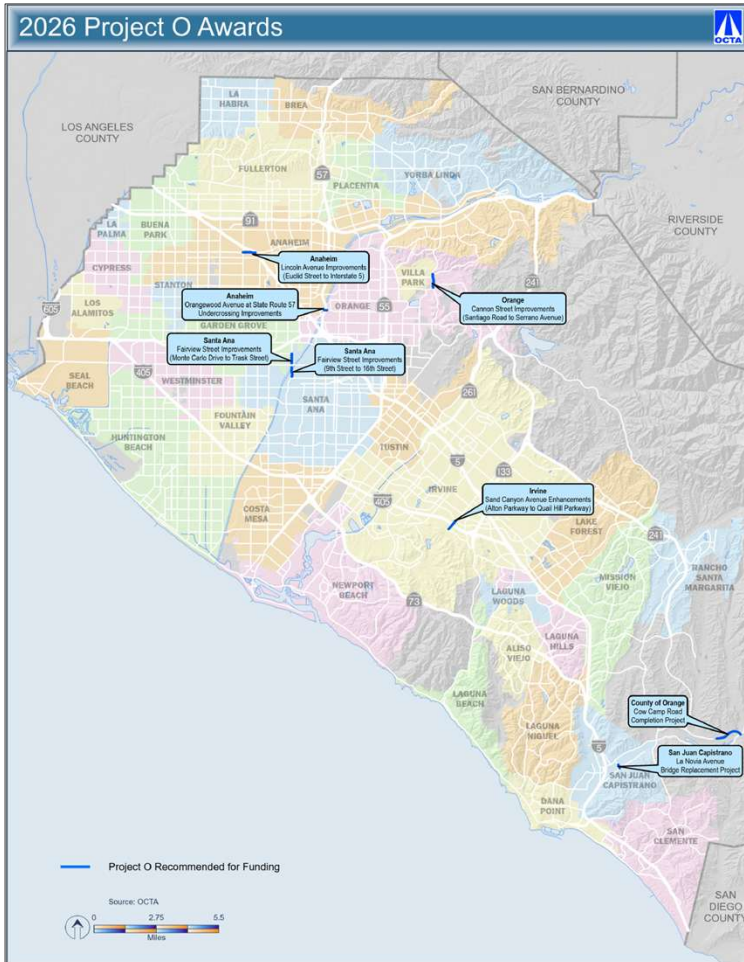 2026 Project O Awards
OCTA
LOS ANGELES
COUNTY
SAN BERNARDINO
COUNTY
RIVERSIDE
COUNTY
LA
HABRA
BREA
FULLERTON
57
PLACENTIA
YORBA LINDA
91
LA
PALMA
BUENA
PARK
ANAHEIM
CYPRESS
STANTON
Anaheim
Lincoln Avenue Improvements
(Euclid Street to Interstate 5)
VILLA
PARK
241
605
LOS
ALAMITOS
Anaheim
Orangewood Avenue at State Route 57
Undercrossing Improvements
ORANGE
55
Orange
Cannon Street Improvements
(Santiago Road to Serrano Avenue)
GARDEN GROVE
Santa Ana
Fairview Street Improvements
(Monte Carlo Drive to Trask Street)
Santa Ana
Fairview Street Improvements
(9th Street to 16th Street)
SEAL
BEACH
405
WESTMINSTER
261
SANTA
ANA
FOUNTAIN
VALLEY
HUNTINGTON
BEACH
TUSTIN
5
133
IRVINE
405
Irvine
Sand Canyon Avenue Enhancements
(Alton Parkway to Quail Hill Parkway)
COSTA
MESA
LAKE
FOREST
241
RANCHO
SANTA
MARGARITA
NEWPORT
BEACH
73
LAGUNA
WOODS
MISSION
VIEJO
LAGUNA
HILLS
ALISO
VIEJO
LAGUNA
BEACH
County of Orange
Cow Camp Road
Completion Project
LAGUNA
NIGUEL
5
San Juan Capistrano
La Novia Avenue
Bridge Replacement Project
SAN JUAN
CAPISTRANO
DANA
POINT
SAN
CLEMENTE
Project O Recommended for Funding
SAN
DIEGO
COUNTY
Source: OCTA
0 2.75 5.5
Miles